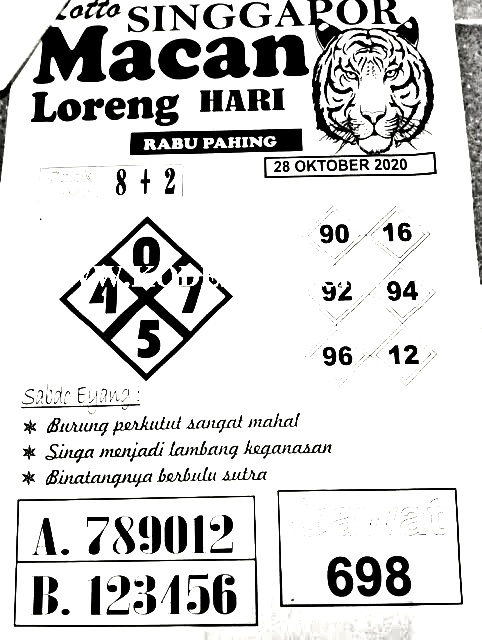 Lotto SINGGAPOR
Macan
Loreng HARI
RABU PAHING
28 OKTOBER 2020
8 + 2
90 16
0
4 7
92 94
5
96 12
Sabdo Eyang :
* Burung perkutut sangat mahal
* Singa menjadi lambang keganasan
* Binatangnya berbulu sutra
A. 789012
B. 123456
698